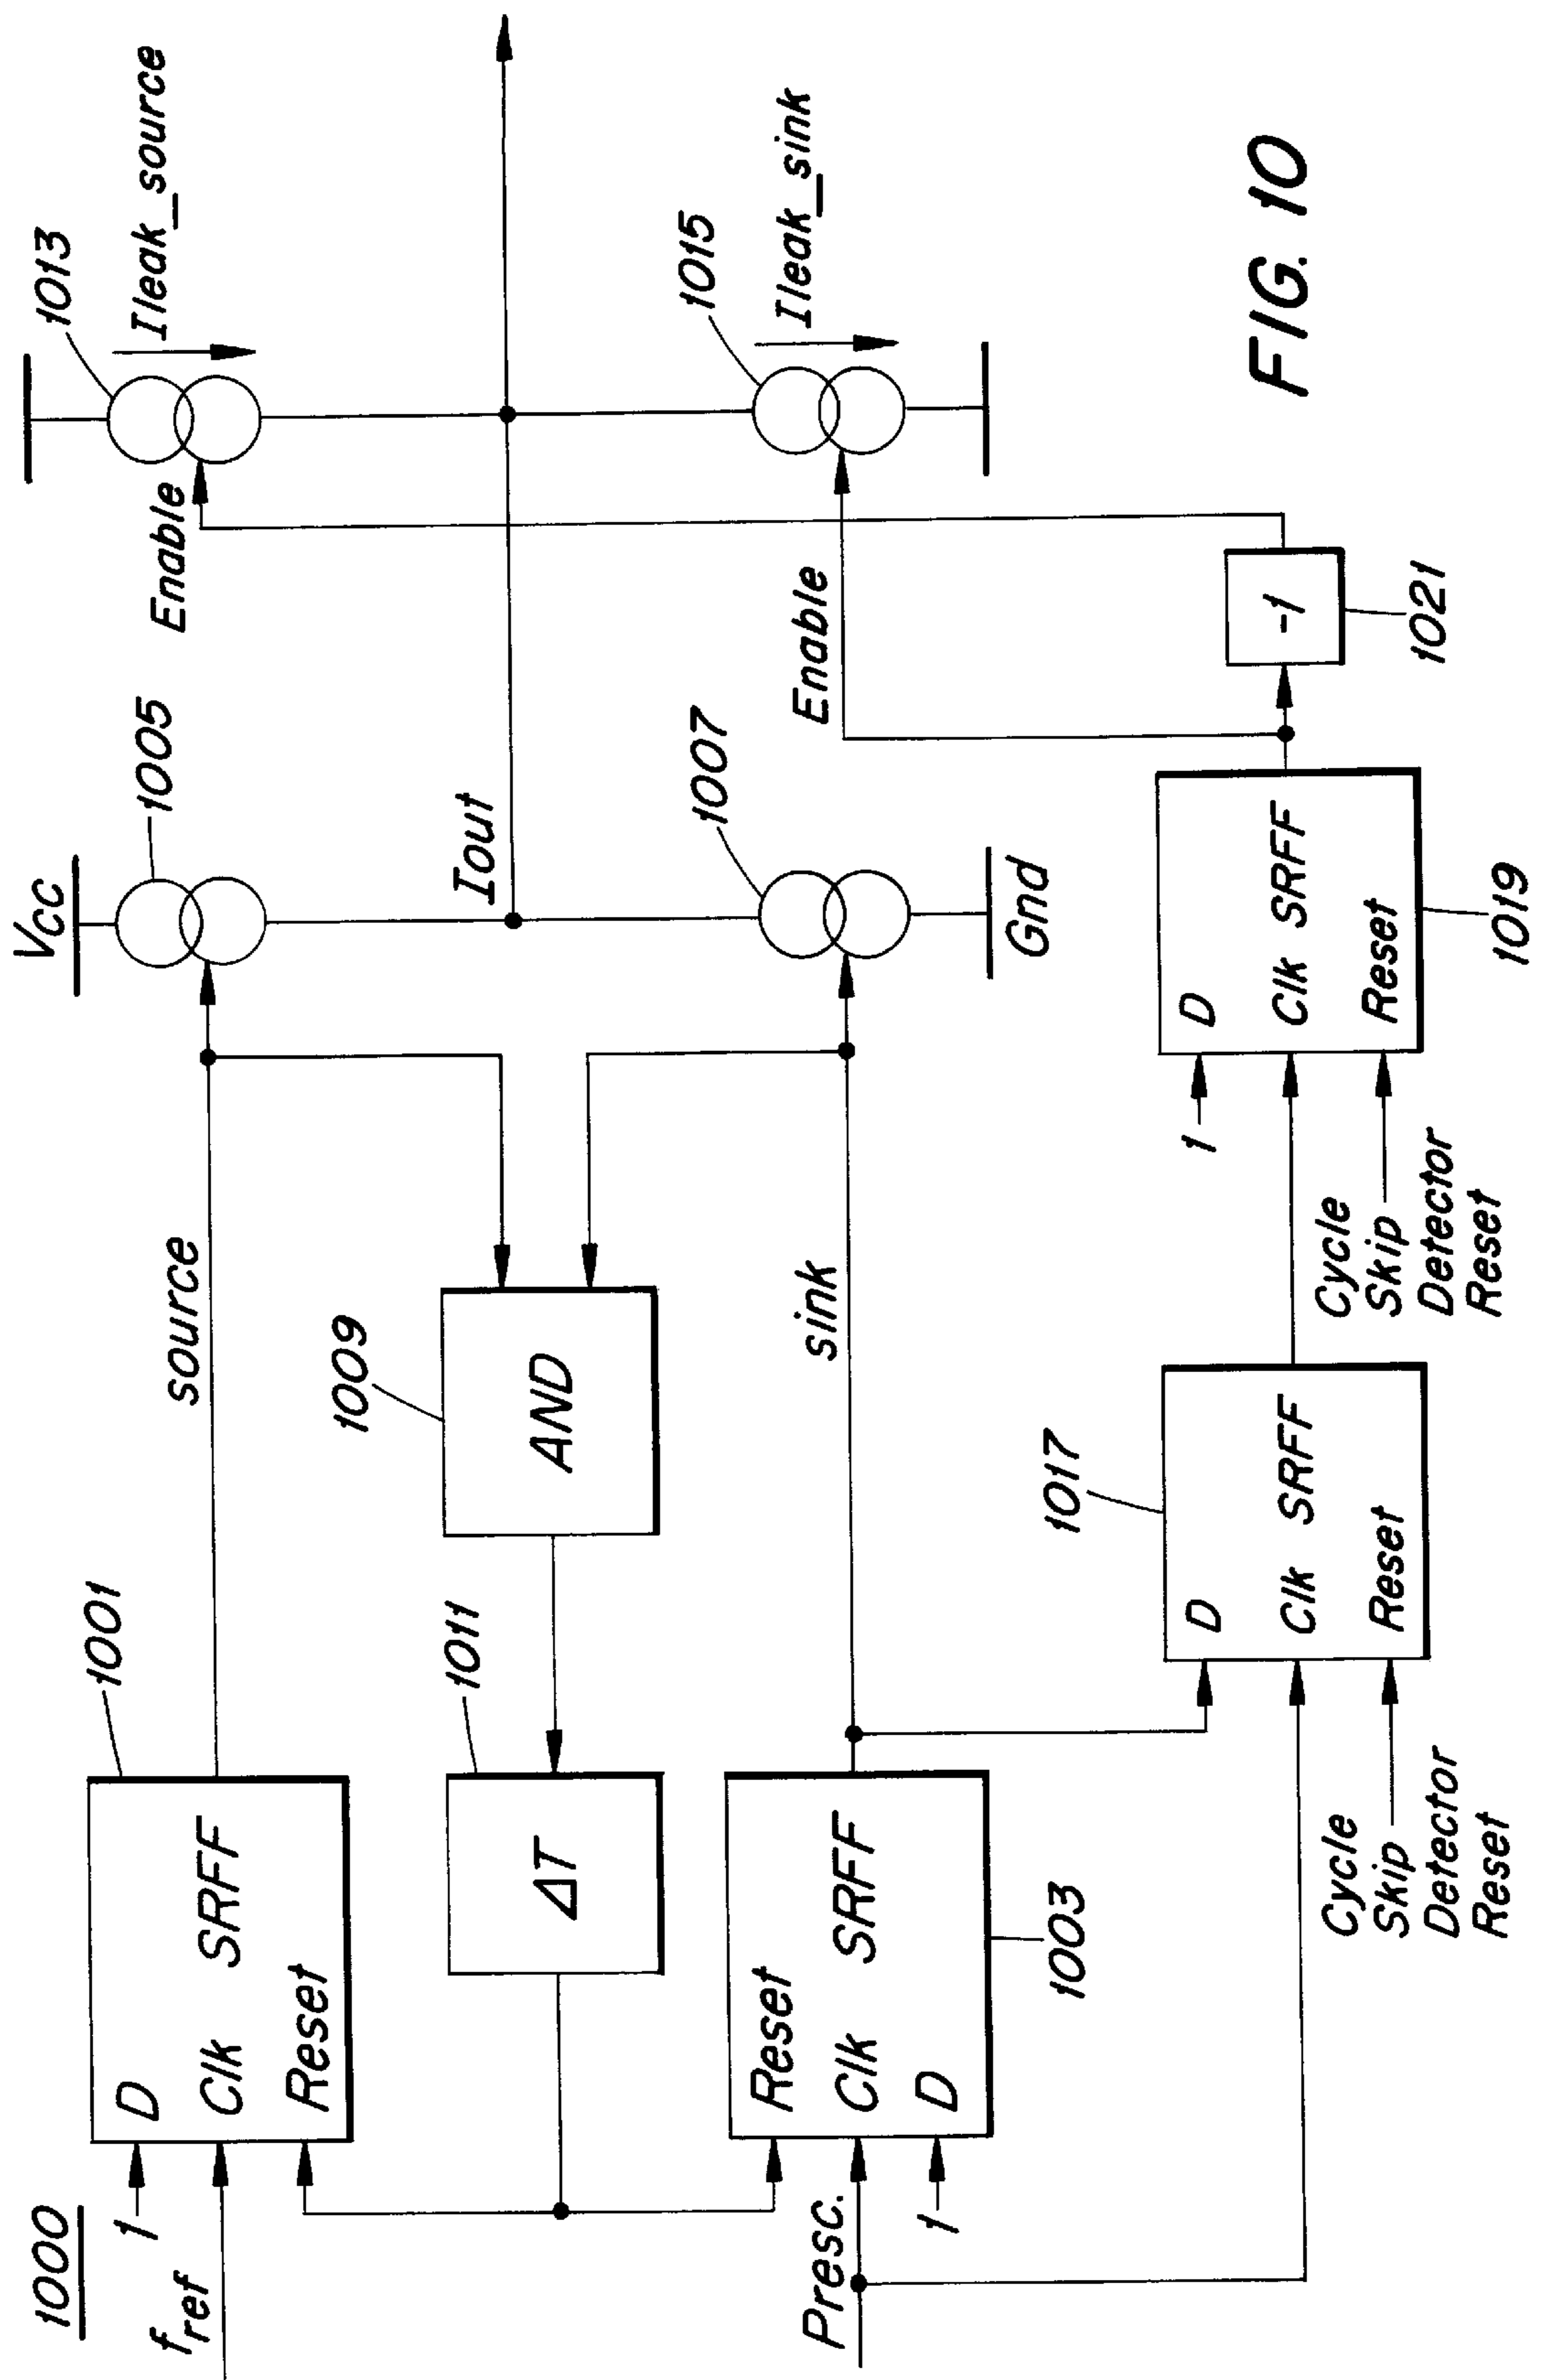 1000
1
f ref
D
Clk SRFF
Reset
1001
source
Vcc
1005
Enable
1013
Ileak_source
ΔT
1011
AND
1009
Iout
Presc.
1
Reset
Clk SRFF
D
1003
sink
1007
Gnd
Enable
1015
Ileak_sink
Cycle
Skip
Detector
Reset
D
Clk SRFF
Reset
1017
1
Cycle
Skip
Detector
Reset
D
Clk SRFF
Reset
1019
-1
1021
FIG. 10